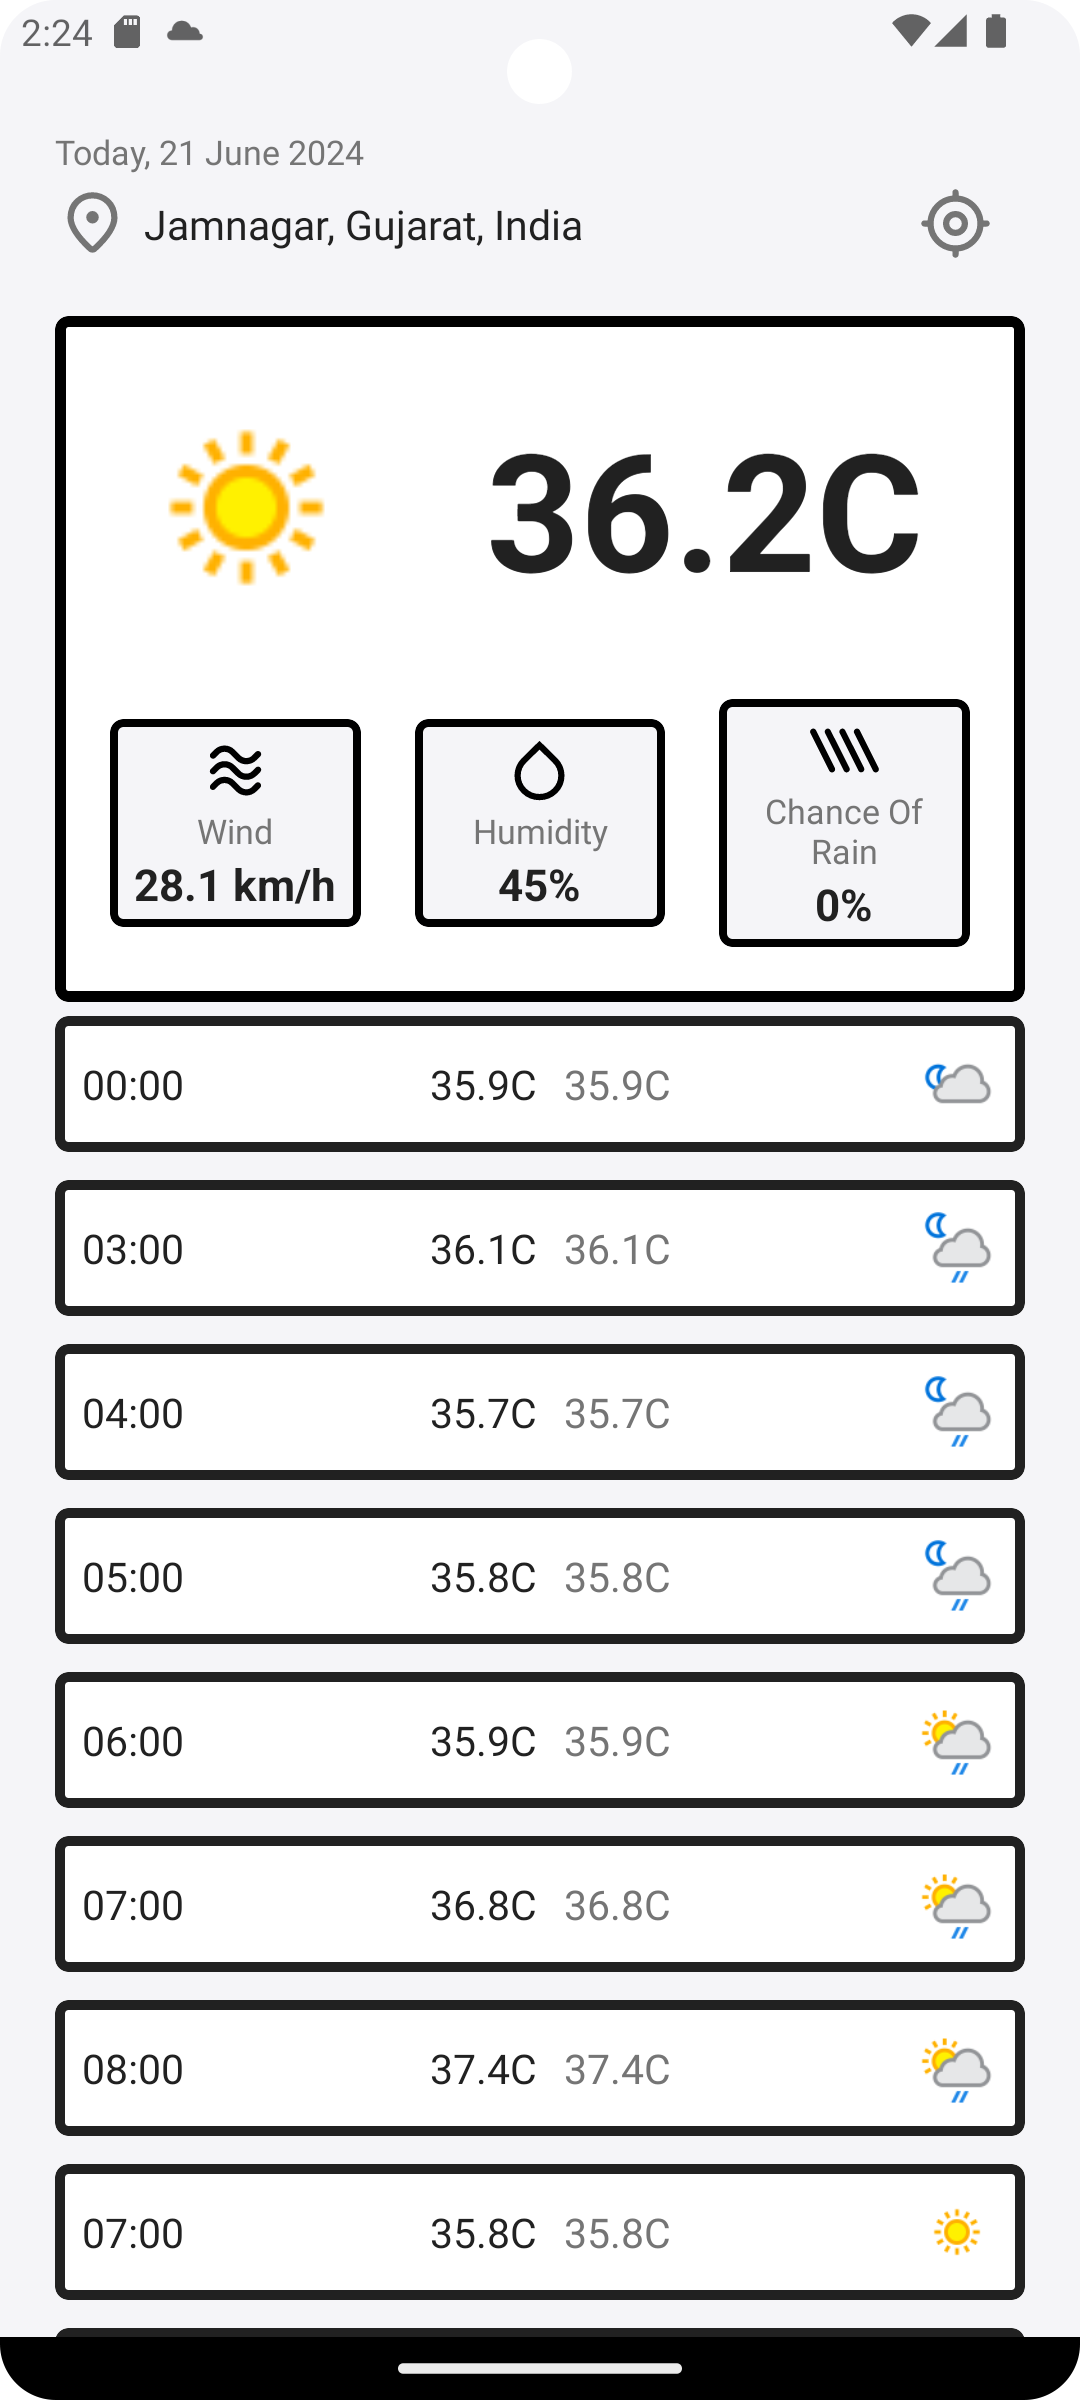 2:24
Today, 21 June 2024
Jamnagar, Gujarat, India
36.2C
Wind
28.1 km/h
Humidity
45%
Chance Of
Rain
0%
00:00 35.9C 35.9C
03:00 36.1C 36.1C
04:00 35.7C 35.7C
05:00 35.8C 35.8C
06:00 35.9C 35.9C
07:00 36.8C 36.8C
08:00 37.4C 37.4C
07:00 35.8C 35.8C